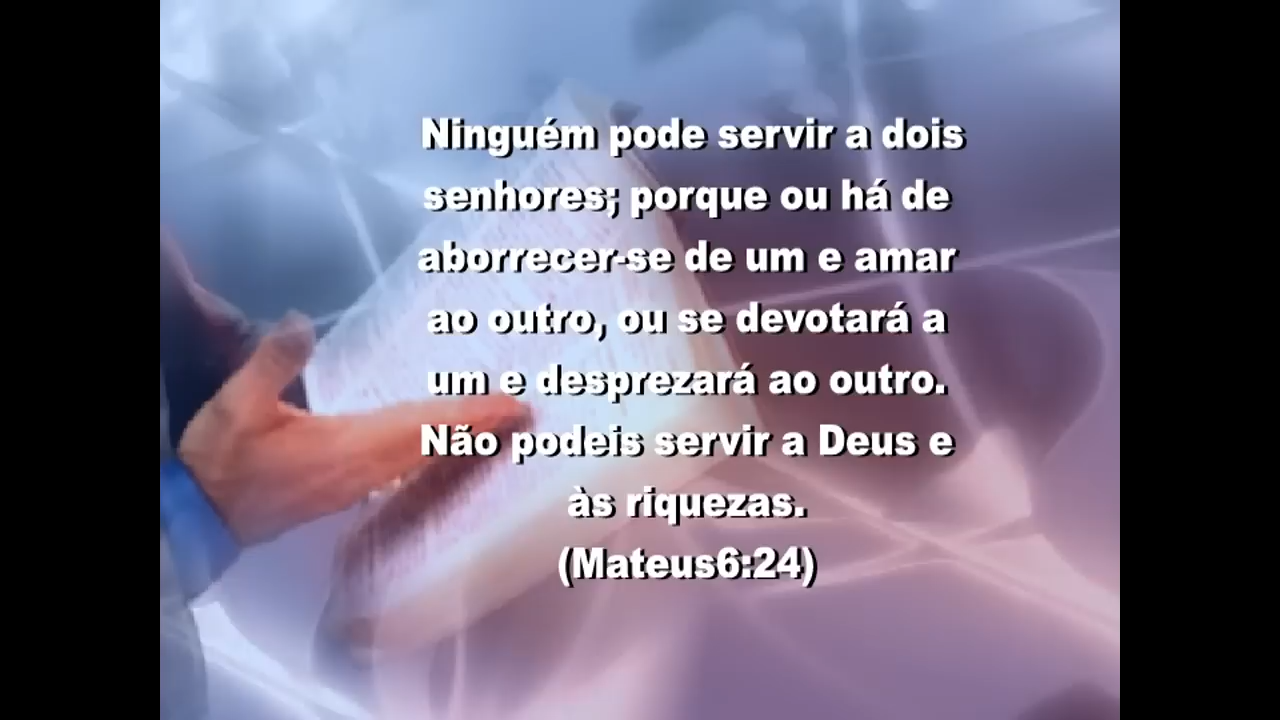 Ninguém pode servir a dois
senhores; porque ou há de
aborrecer-se de um e amar
ao outro, ou se devotará a
um e desprezará ao outro.
Não podeis servir a Deus e
às riquezas.
(Mateus6:24)